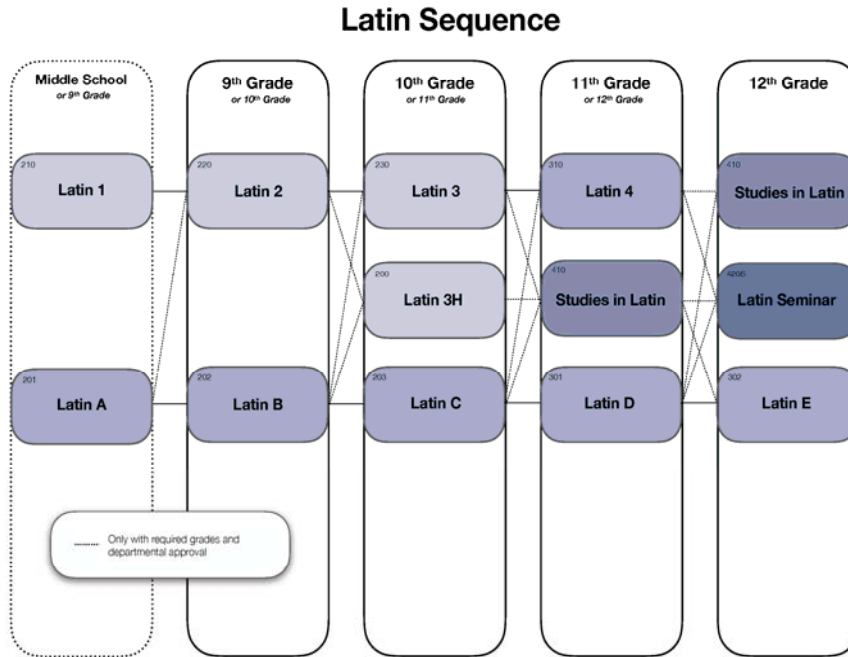 Latin Sequence
Middle School
or 9th Grade
9th Grade
or 10th Grade
10th Grade
or 11th Grade
11th Grade
or 12th Grade
12th Grade
210
Latin 1
220
Latin 2
230
Latin 3
310
Latin 4
410
Studies in Latin
200
Latin 3H
410
Studies in Latin
Latin Seminar
201
Latin A
202
Latin B
203
Latin C
301
Latin D
302
Latin E
Only with required grades and
departmental approval